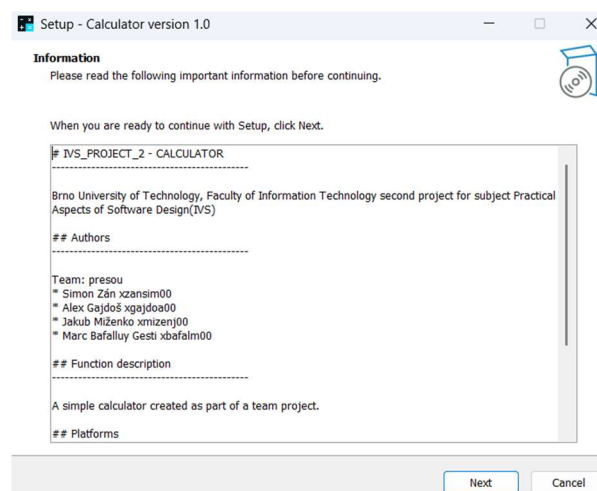 Setup - Calculator version 1.0
Information
Please read the following important information before continuing.
When you are ready to continue with Setup, click Next.
# IVS_PROJECT_2 - CALCULATOR
--------------------------------------------
Brno University of Technology, Faculty of Information Technology second project for subject Practical
Aspects of Software Design(IVS)
## Authors
--------------------------------------------
Team: presou
* Simon Zán xzansim00
* Alex Gajdoš xgajdoa00
* Jakub Miženko xmizenj00
* Marc Bafalluy Gesti xbafalm00
## Function description
--------------------------------------------
A simple calculator created as part of a team project.
## Platforms
Next Cancel